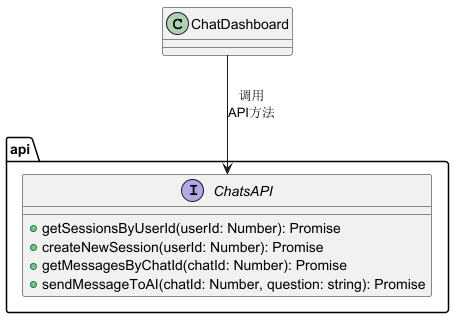 C ChatDashboard
调用
API方法
api
I ChatsAPI
getSessionsByUserId(userId: Number): Promise
createNewSession(userId: Number): Promise
getMessagesByChatId(chatId: Number): Promise
sendMessageToAI(chatId: Number, question: string): Promise